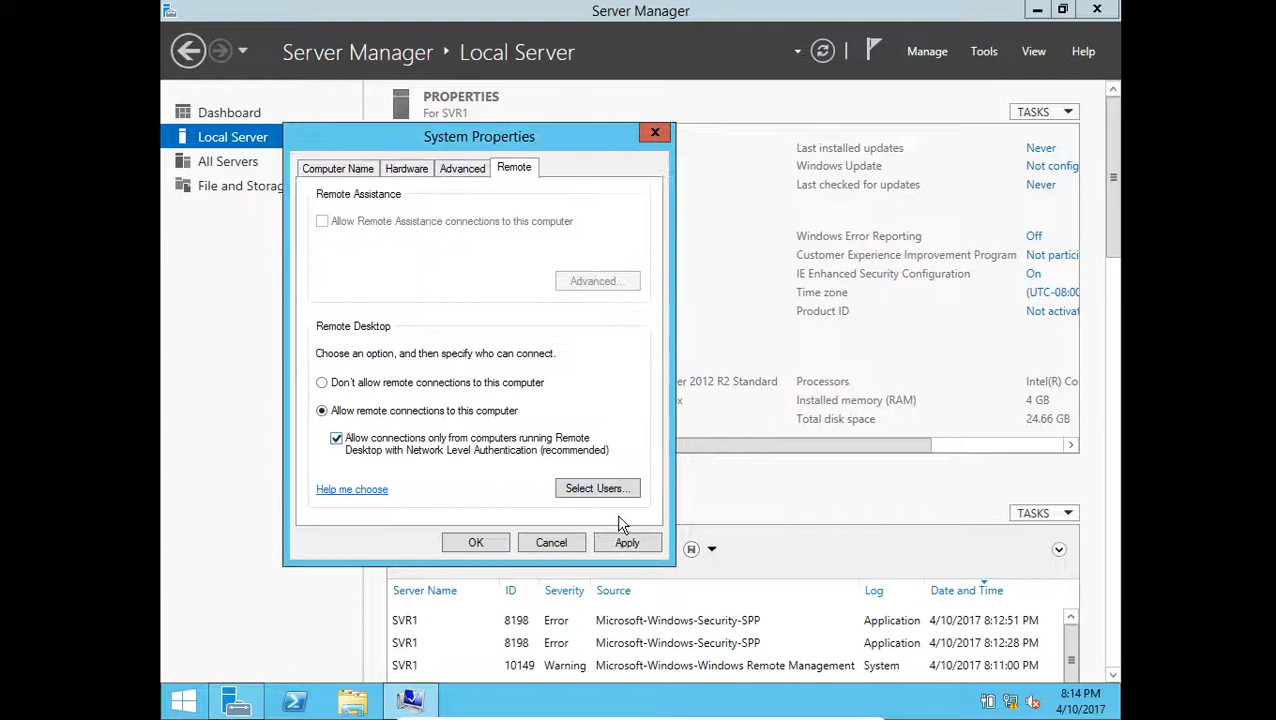 Server Manager
Server Manager ‣ Local Server
Manage Tools View Help
Dashboard
Local Server
All Servers
File and Storag
PROPERTIES
For SVR1
TASKS
Last installed updates Never
Windows Update Not config
Last checked for updates Never
Windows Error Reporting Off
Customer Experience Improvement Program Not partici
IE Enhanced Security Configuration On
Time zone (UTC-08:00
Product ID Not activat
er 2012 R2 Standard Processors Intel(R) Co
Installed memory (RAM) 4 GB
Total disk space 24.66 GB
System Properties
Computer Name Hardware Advanced Remote
Remote Assistance
Allow Remote Assistance connections to this computer
Advanced...
Remote Desktop
Choose an option, and then specify who can connect.
Don't allow remote connections to this computer
Allow remote connections to this computer
Allow connections only from computers running Remote
Desktop with Network Level Authentication (recommended)
Help me choose
Select Users...
OK Cancel Apply
TASKS
Server Name ID Severity Source Log Date and Time
SVR1 8198 Error Microsoft-Windows-Security-SPP Application 4/10/2017 8:12:51 PM
SVR1 8198 Error Microsoft-Windows-Security-SPP Application 4/10/2017 8:12:28 PM
SVR1 10149 Warning Microsoft-Windows-Windows Remote Management System 4/10/2017 8:11:00 PM
8:14 PM
4/10/2017